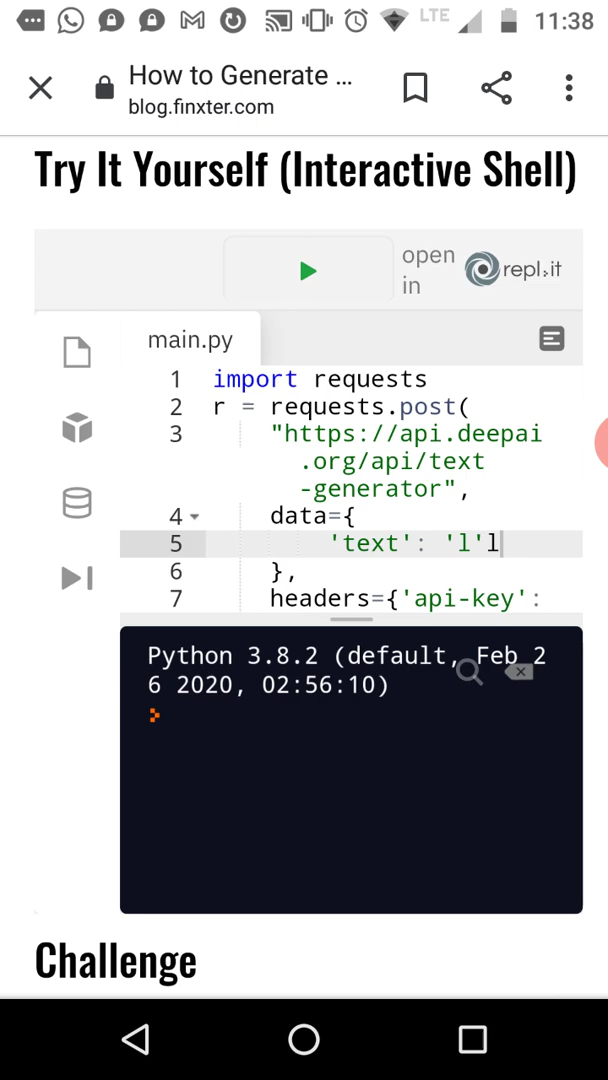 LTE 11:38
How to Generate ...
blog.finxter.com
Try It Yourself (Interactive Shell)
open
in
repl.it
main.py
1 import requests
2 r = requests.post(
3 "https://api.deepai
.org/api/text
-generator",
4 data={
5 'text': 'l'l
6 },
7 headers={'api-key':
Python 3.8.2 (default, Feb 2
6 2020, 02:56:10)
Challenge